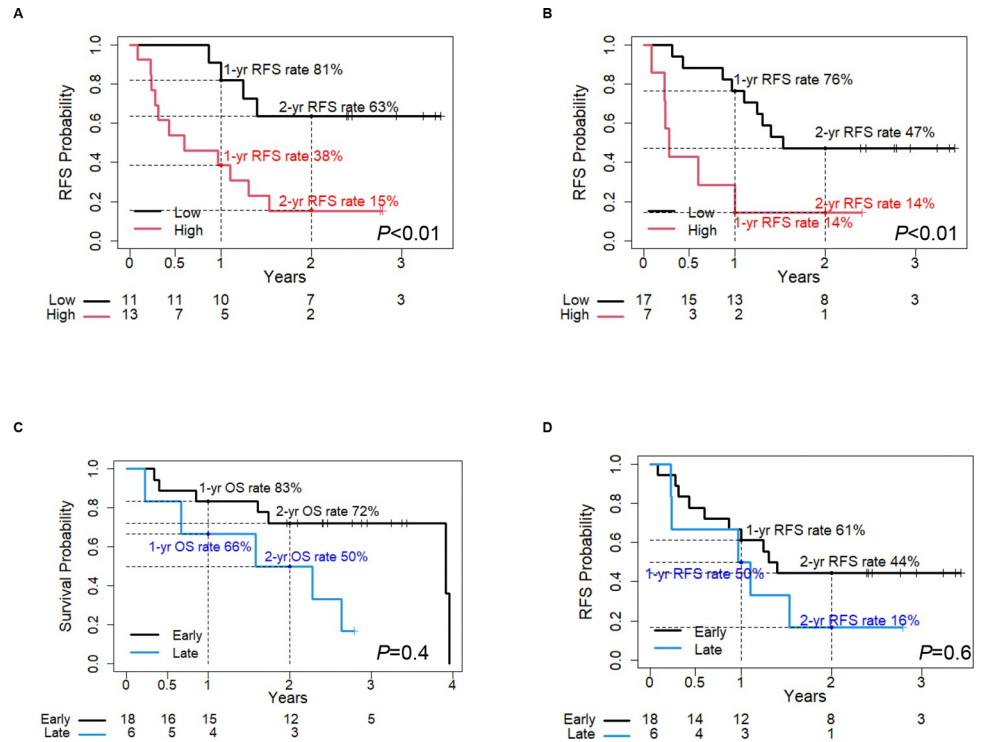 A
RFS Probability
1.0
0.8
0.6
0.4
0.2
0.0
1-yr RFS rate 81%
2-yr RFS rate 63%
1-yr RFS rate 38%
2-yr RFS rate 15%
Low
High
P<0.01
0 0.5 1 2 3
Years
Low 11 11 10 7 3
High 13 7 5 2
B
RFS Probability
1.0
0.8
0.6
0.4
0.2
0.0
1-yr RFS rate 76%
2-yr RFS rate 47%
2-yr RFS rate 14%
1-yr RFS rate 14%
Low
High
P<0.01
0 0.5 1 2 3
Years
Low 17 15 13 8 3
High 7 3 2 1
C
Survival Probability
1.0
0.8
0.6
0.4
0.2
0.0
1-yr OS rate 83%
2-yr OS rate 72%
1-yr OS rate 66%
2-yr OS rate 50%
Early
Late
P=0.4
0 0.5 1 2 3 4
Years
Early 18 16 15 12 5
Late 6 5 4 3
D
RFS Probability
1.0
0.8
0.6
0.4
0.2
0.0
1-yr RFS rate 61%
2-yr RFS rate 44%
1-yr RFS rate 50%
2-yr RFS rate 16%
Early
Late
P=0.6
0 0.5 1 2 3
Years
Early 18 14 12 8 3
Late 6 4 3 1